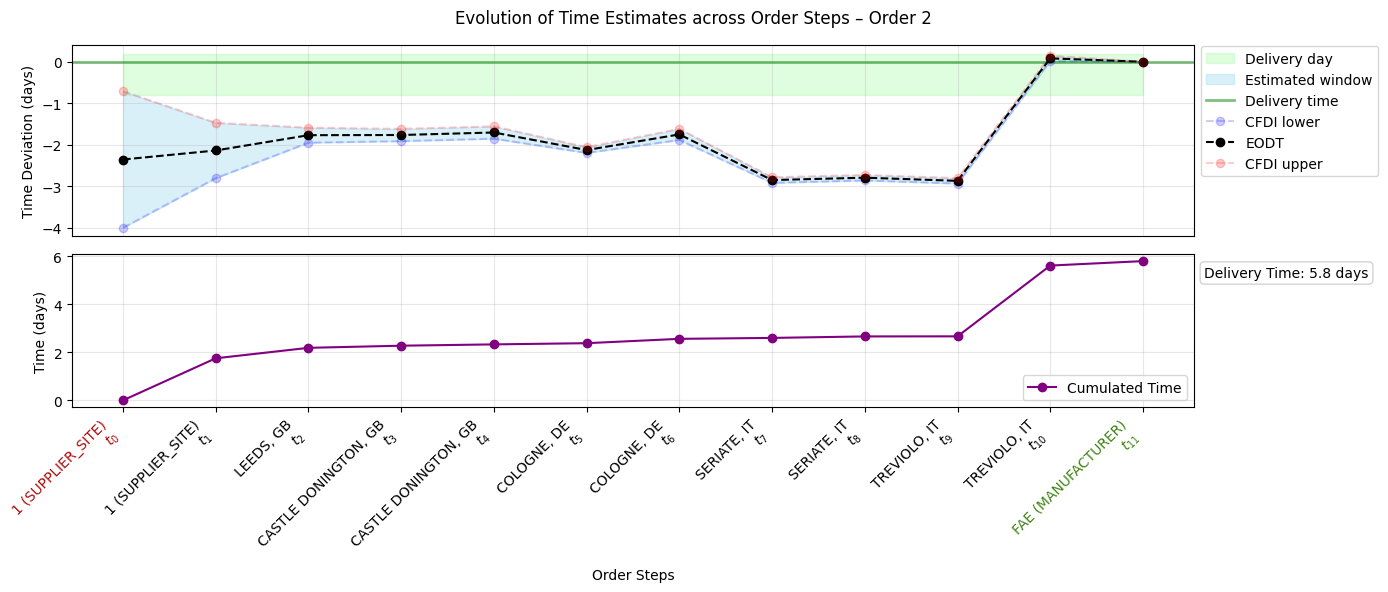 Evolution of Time Estimates across Order Steps – Order 2
Time Deviation (days)
0
−1
−2
−3
−4
Delivery day
Estimated window
Delivery time
CFDI lower
EODT
CFDI upper
Time (days)
6
4
2
0
Delivery Time: 5.8 days
Cumulated Time
1 (SUPPLIER_SITE)
t₀
1 (SUPPLIER_SITE)
t₁
LEEDS, GB
t₂
CASTLE DONINGTON, GB
t₃
CASTLE DONINGTON, GB
t₄
COLOGNE, DE
t₅
COLOGNE, DE
t₆
SERIATE, IT
t₇
SERIATE, IT
t₈
TREVIOLO, IT
t₉
TREVIOLO, IT
t₁₀
FAE (MANUFACTURER)
t₁₁
Order Steps